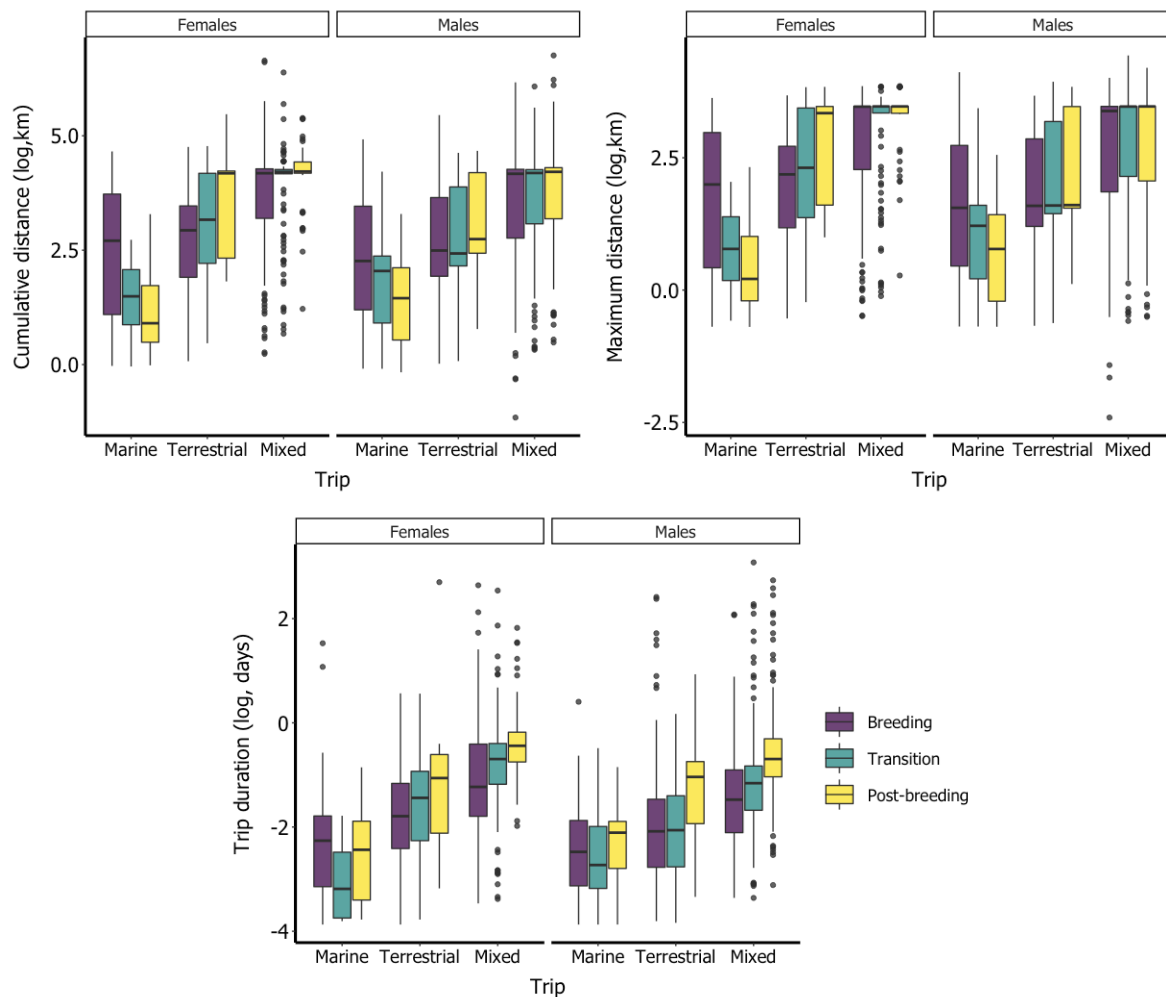 Females Males
Cumulative distance (log,km)
5.0
2.5
0.0
Marine Terrestrial Mixed Marine Terrestrial Mixed
Trip
Females Males
Maximum distance (log,km)
2.5
0.0
-2.5
Marine Terrestrial Mixed Marine Terrestrial Mixed
Trip
Females Males
Trip duration (log, days)
2
0
-2
-4
Marine Terrestrial Mixed Marine Terrestrial Mixed
Trip
Breeding
Transition
Post-breeding